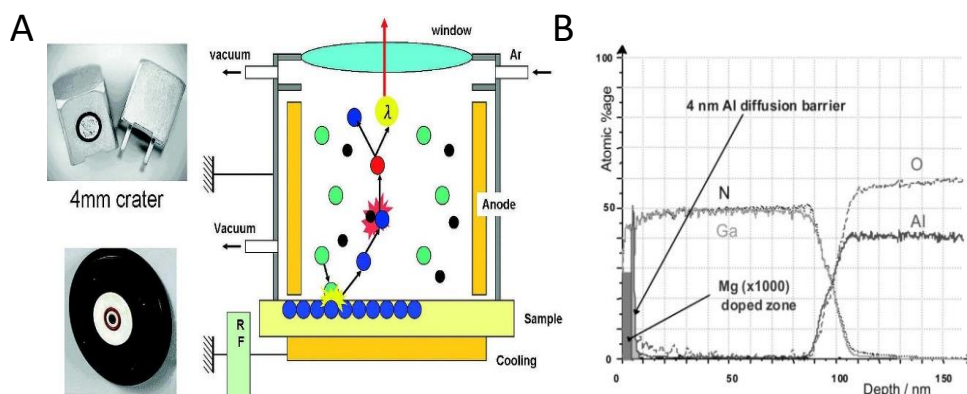 A
4mm crater
window
vacuum
Ar
λ
Anode
Vacuum
Sample
R
F
Cooling
B
Atomic %age
100
50
0
4 nm Al diffusion barrier
N
Ga
O
Al
Mg (x1000)
doped zone
0
50
100
150
Depth / nm